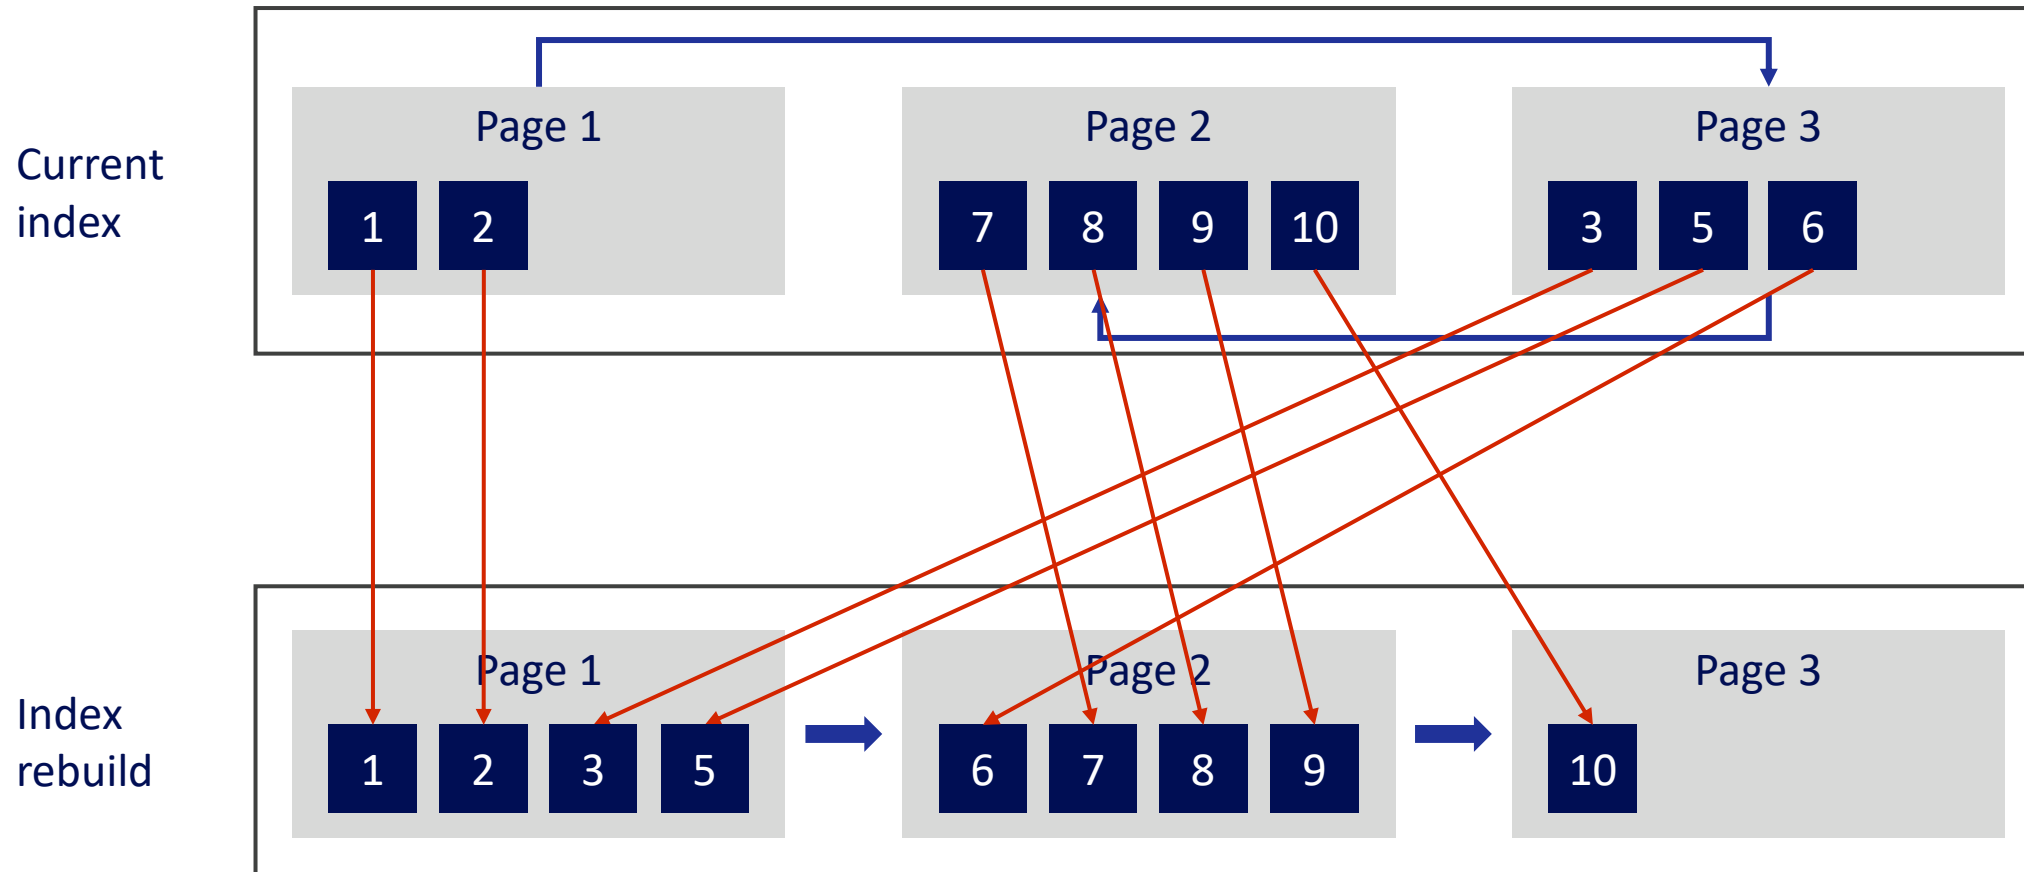 Current
index
Page 1
1 2
Page 2
7 8 9 10
Page 3
3 5 6
Index
rebuild
Page 1
1 2 3 5
Page 2
6 7 8 9
Page 3
10